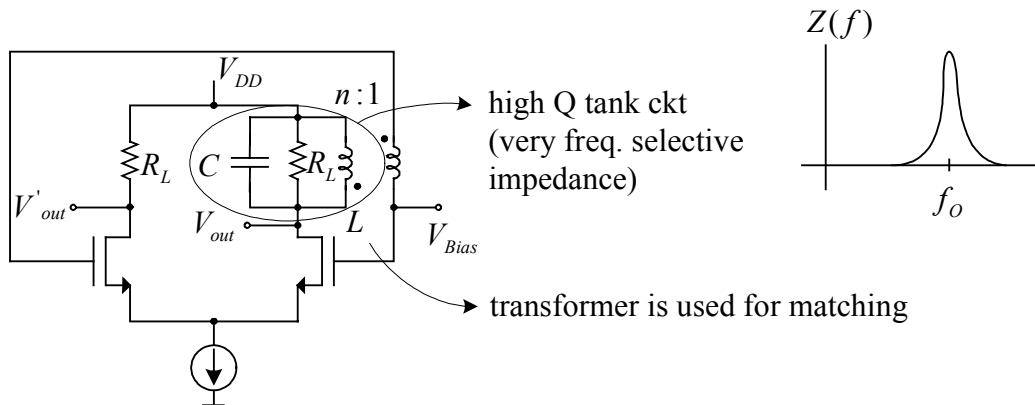 Z(f)
V_DD
n:1
high Q tank ckt
(very freq. selective
impedance)
R_L
C
R_L
V'_out
V_out
L
V_Bias
f_O
transformer is used for matching